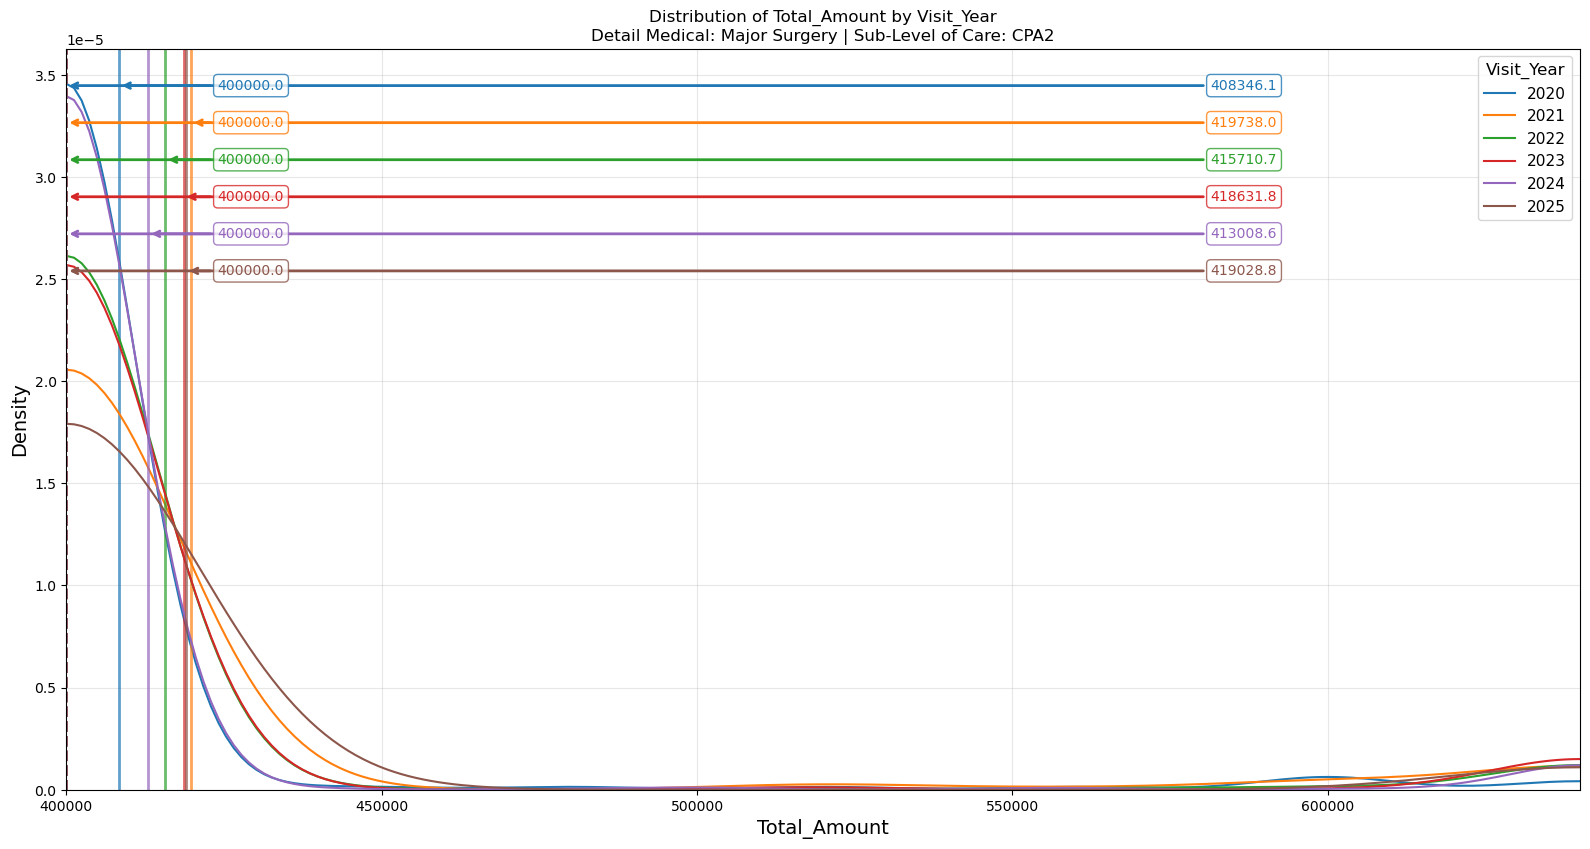 Distribution of Total_Amount by Visit_Year
Detail Medical: Major Surgery | Sub-Level of Care: CPA2
1e−5
3.5
3.0
2.5
2.0
1.5
1.0
0.5
0.0
Density
400000.0 408346.1
400000.0 419738.0
400000.0 415710.7
400000.0 418631.8
400000.0 413008.6
400000.0 419028.8
Visit_Year
2020
2021
2022
2023
2024
2025
400000 450000 500000 550000 600000
Total_Amount